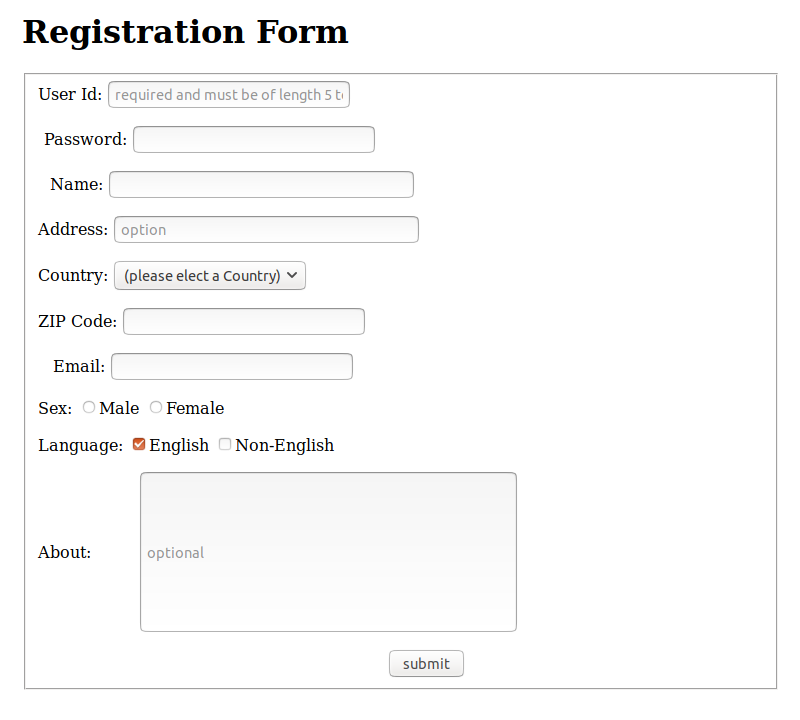 Registration Form
User Id: required and must be of length 5 t
Password:
Name:
Address: option
Country: (please elect a Country)
ZIP Code:
Email:
Sex: Male Female
Language: English Non-English
About: optional
submit